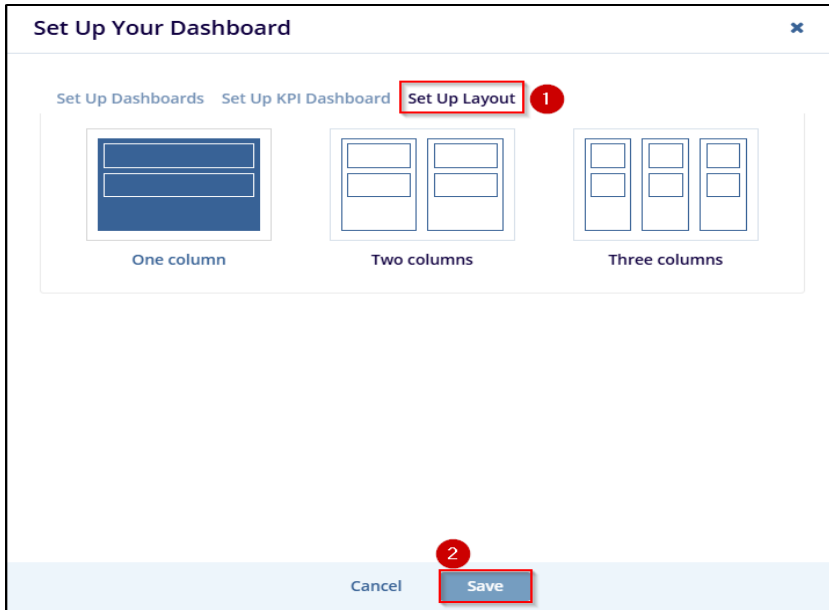 Set Up Your Dashboard
Set Up Dashboards Set Up KPI Dashboard Set Up Layout 1
One column Two columns Three columns
2
Cancel Save